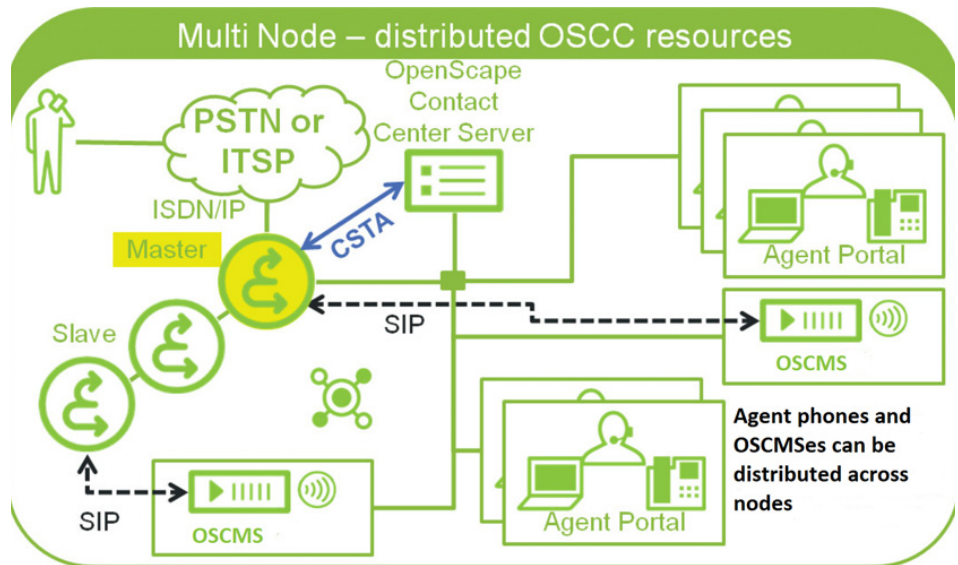 Multi Node – distributed OSCC resources
OpenScape
Contact
Center Server
PSTN or
ITSP
ISDN/IP
Master
CSTA
Agent Portal
SIP
Slave
OSCMS
Agent phones and
OSCMSes can be
distributed across
nodes
Agent Portal
SIP
OSCMS